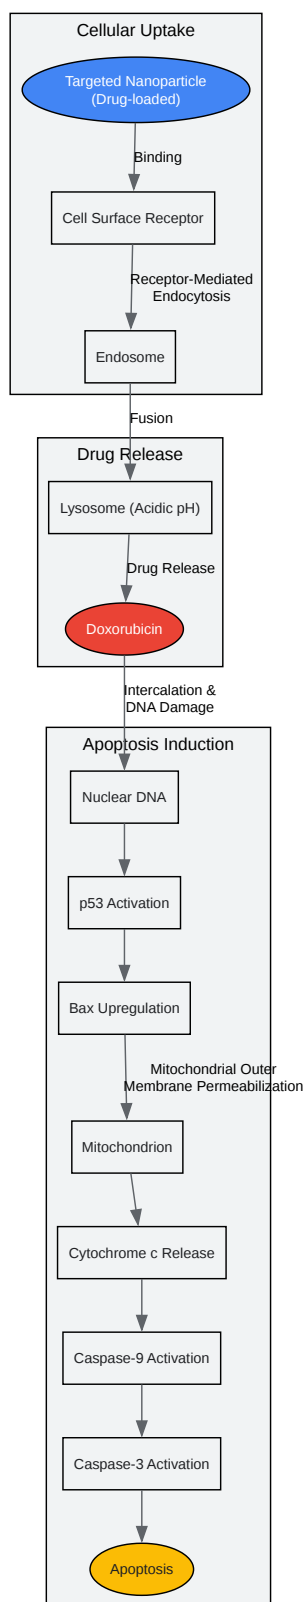 Cellular Uptake
Targeted Nanoparticle
(Drug-loaded)
Binding
Cell Surface Receptor
Receptor-Mediated
Endocytosis
Endosome
Fusion
Drug Release
Lysosome (Acidic pH)
Drug Release
Doxorubicin
Intercalation &
DNA Damage
Apoptosis Induction
Nuclear DNA
p53 Activation
Bax Upregulation
Mitochondrial Outer
Membrane Permeabilization
Mitochondrion
Cytochrome c Release
Caspase-9 Activation
Caspase-3 Activation
Apoptosis